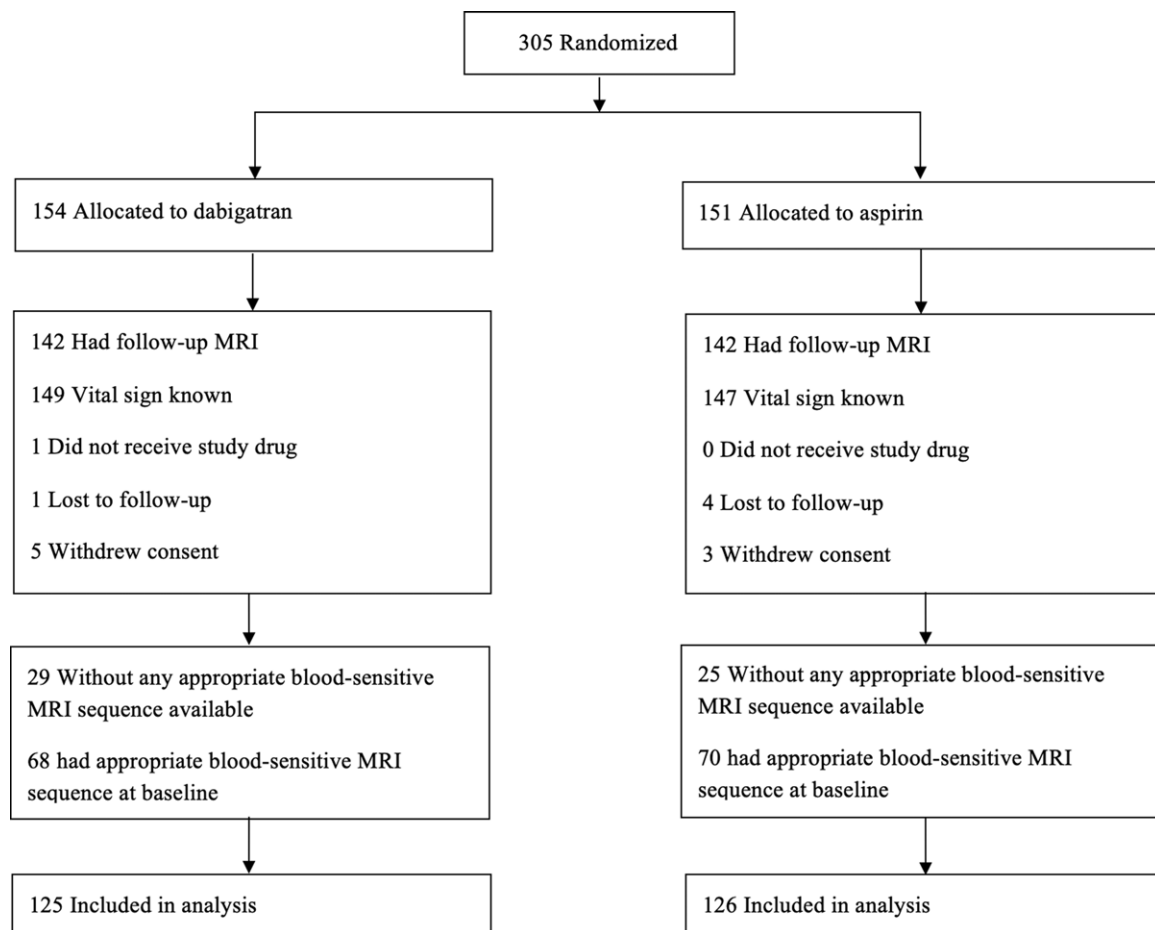 305 Randomized
154 Allocated to dabigatran
151 Allocated to aspirin
142 Had follow-up MRI
149 Vital sign known
1 Did not receive study drug
1 Lost to follow-up
5 Withdrew consent
142 Had follow-up MRI
147 Vital sign known
0 Did not receive study drug
4 Lost to follow-up
3 Withdrew consent
29 Without any appropriate blood-sensitive
MRI sequence available
68 had appropriate blood-sensitive MRI
sequence at baseline
25 Without any appropriate blood-sensitive
MRI sequence available
70 had appropriate blood-sensitive MRI
sequence at baseline
125 Included in analysis
126 Included in analysis